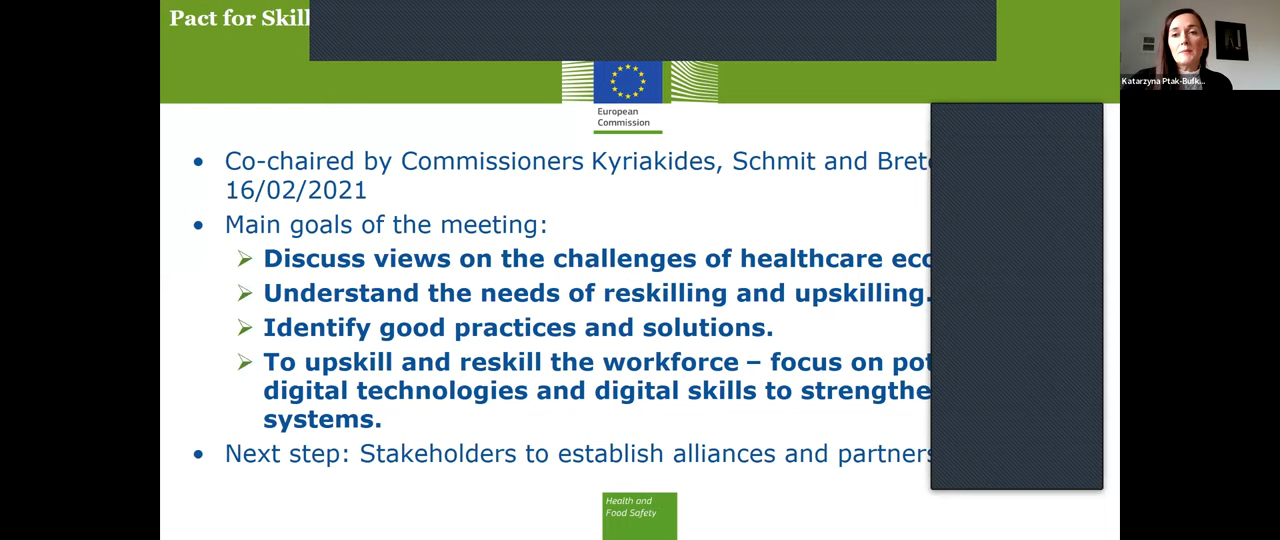 Pact for Skill
Katarzyna Ptak-Bufk...
European
Commission
• Co-chaired by Commissioners Kyriakides, Schmit and Bret
16/02/2021
• Main goals of the meeting:
➢ Discuss views on the challenges of healthcare
➢ Understand the needs of reskilling and upskilling.
➢ Identify good practices and solutions.
➢ To upskill and reskill the workforce – focus on
digital technologies and digital skills to strengthe
systems.
• Next step: Stakeholders to establish alliances and partners
Health and
Food Safety